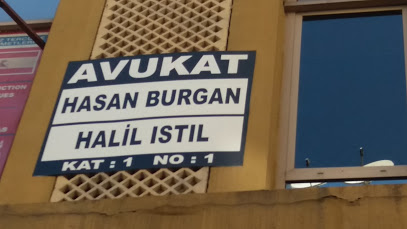 AVUKAT
HASAN BURGAN
HALİL ISTIL
KAT : 1 NO : 1